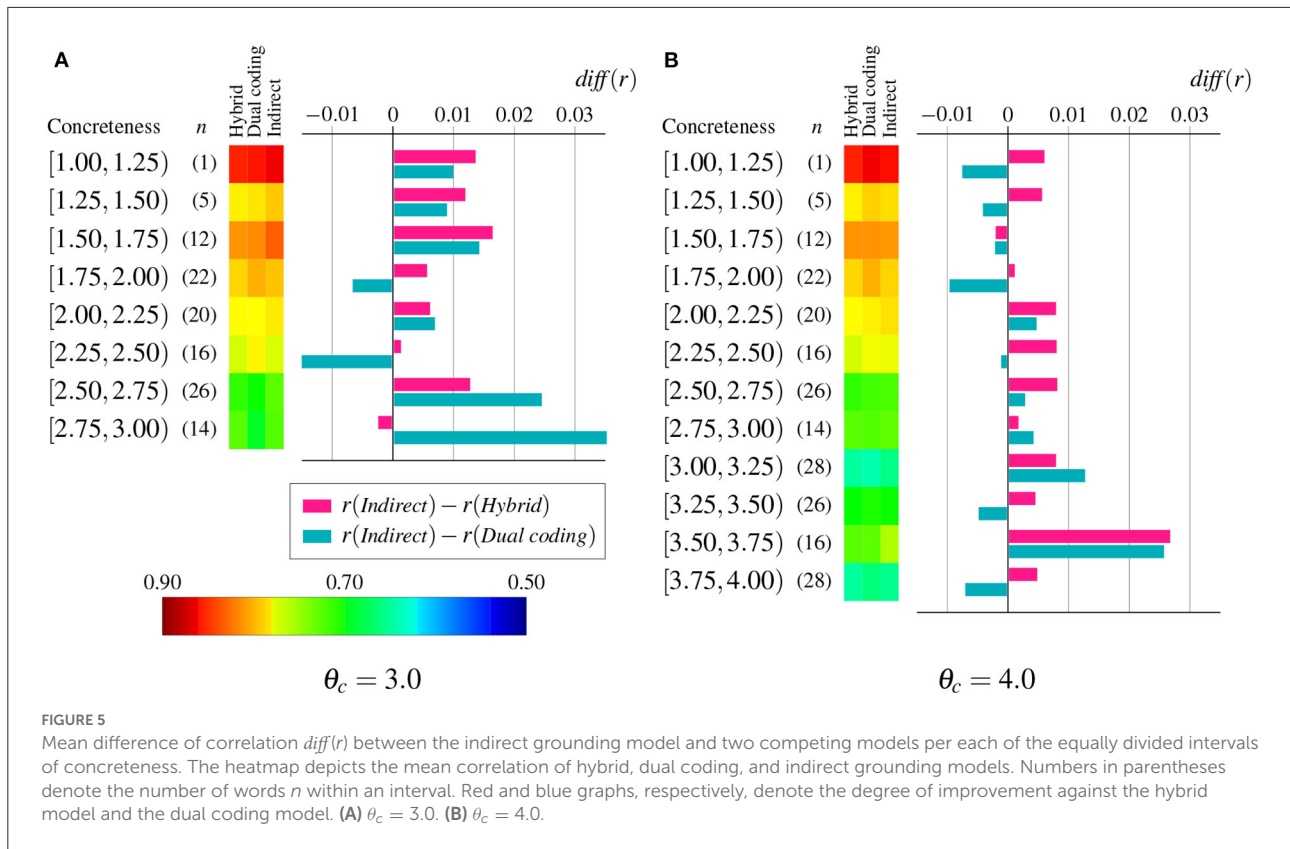 A
Hybrid
Dual coding
Indirect
diff(r)
Concreteness n −0.01 0 0.01 0.02 0.03
[1.00, 1.25) (1)
[1.25, 1.50) (5)
[1.50, 1.75) (12)
[1.75, 2.00) (22)
[2.00, 2.25) (20)
[2.25, 2.50) (16)
[2.50, 2.75) (26)
[2.75, 3.00) (14)
r(Indirect) − r(Hybrid)
r(Indirect) − r(Dual coding)
0.90 0.70 0.50
θc = 3.0
B
Hybrid
Dual coding
Indirect
diff(r)
Concreteness n −0.01 0 0.01 0.02 0.03
[1.00, 1.25) (1)
[1.25, 1.50) (5)
[1.50, 1.75) (12)
[1.75, 2.00) (22)
[2.00, 2.25) (20)
[2.25, 2.50) (16)
[2.50, 2.75) (26)
[2.75, 3.00) (14)
[3.00, 3.25) (28)
[3.25, 3.50) (26)
[3.50, 3.75) (16)
[3.75, 4.00) (28)
θc = 4.0
FIGURE 5
Mean difference of correlation diff(r) between the indirect grounding model and two competing models per each of the equally divided intervals
of concreteness. The heatmap depicts the mean correlation of hybrid, dual coding, and indirect grounding models. Numbers in parentheses
denote the number of words n within an interval. Red and blue graphs, respectively, denote the degree of improvement against the hybrid
model and the dual coding model. (A) θc = 3.0. (B) θc = 4.0.